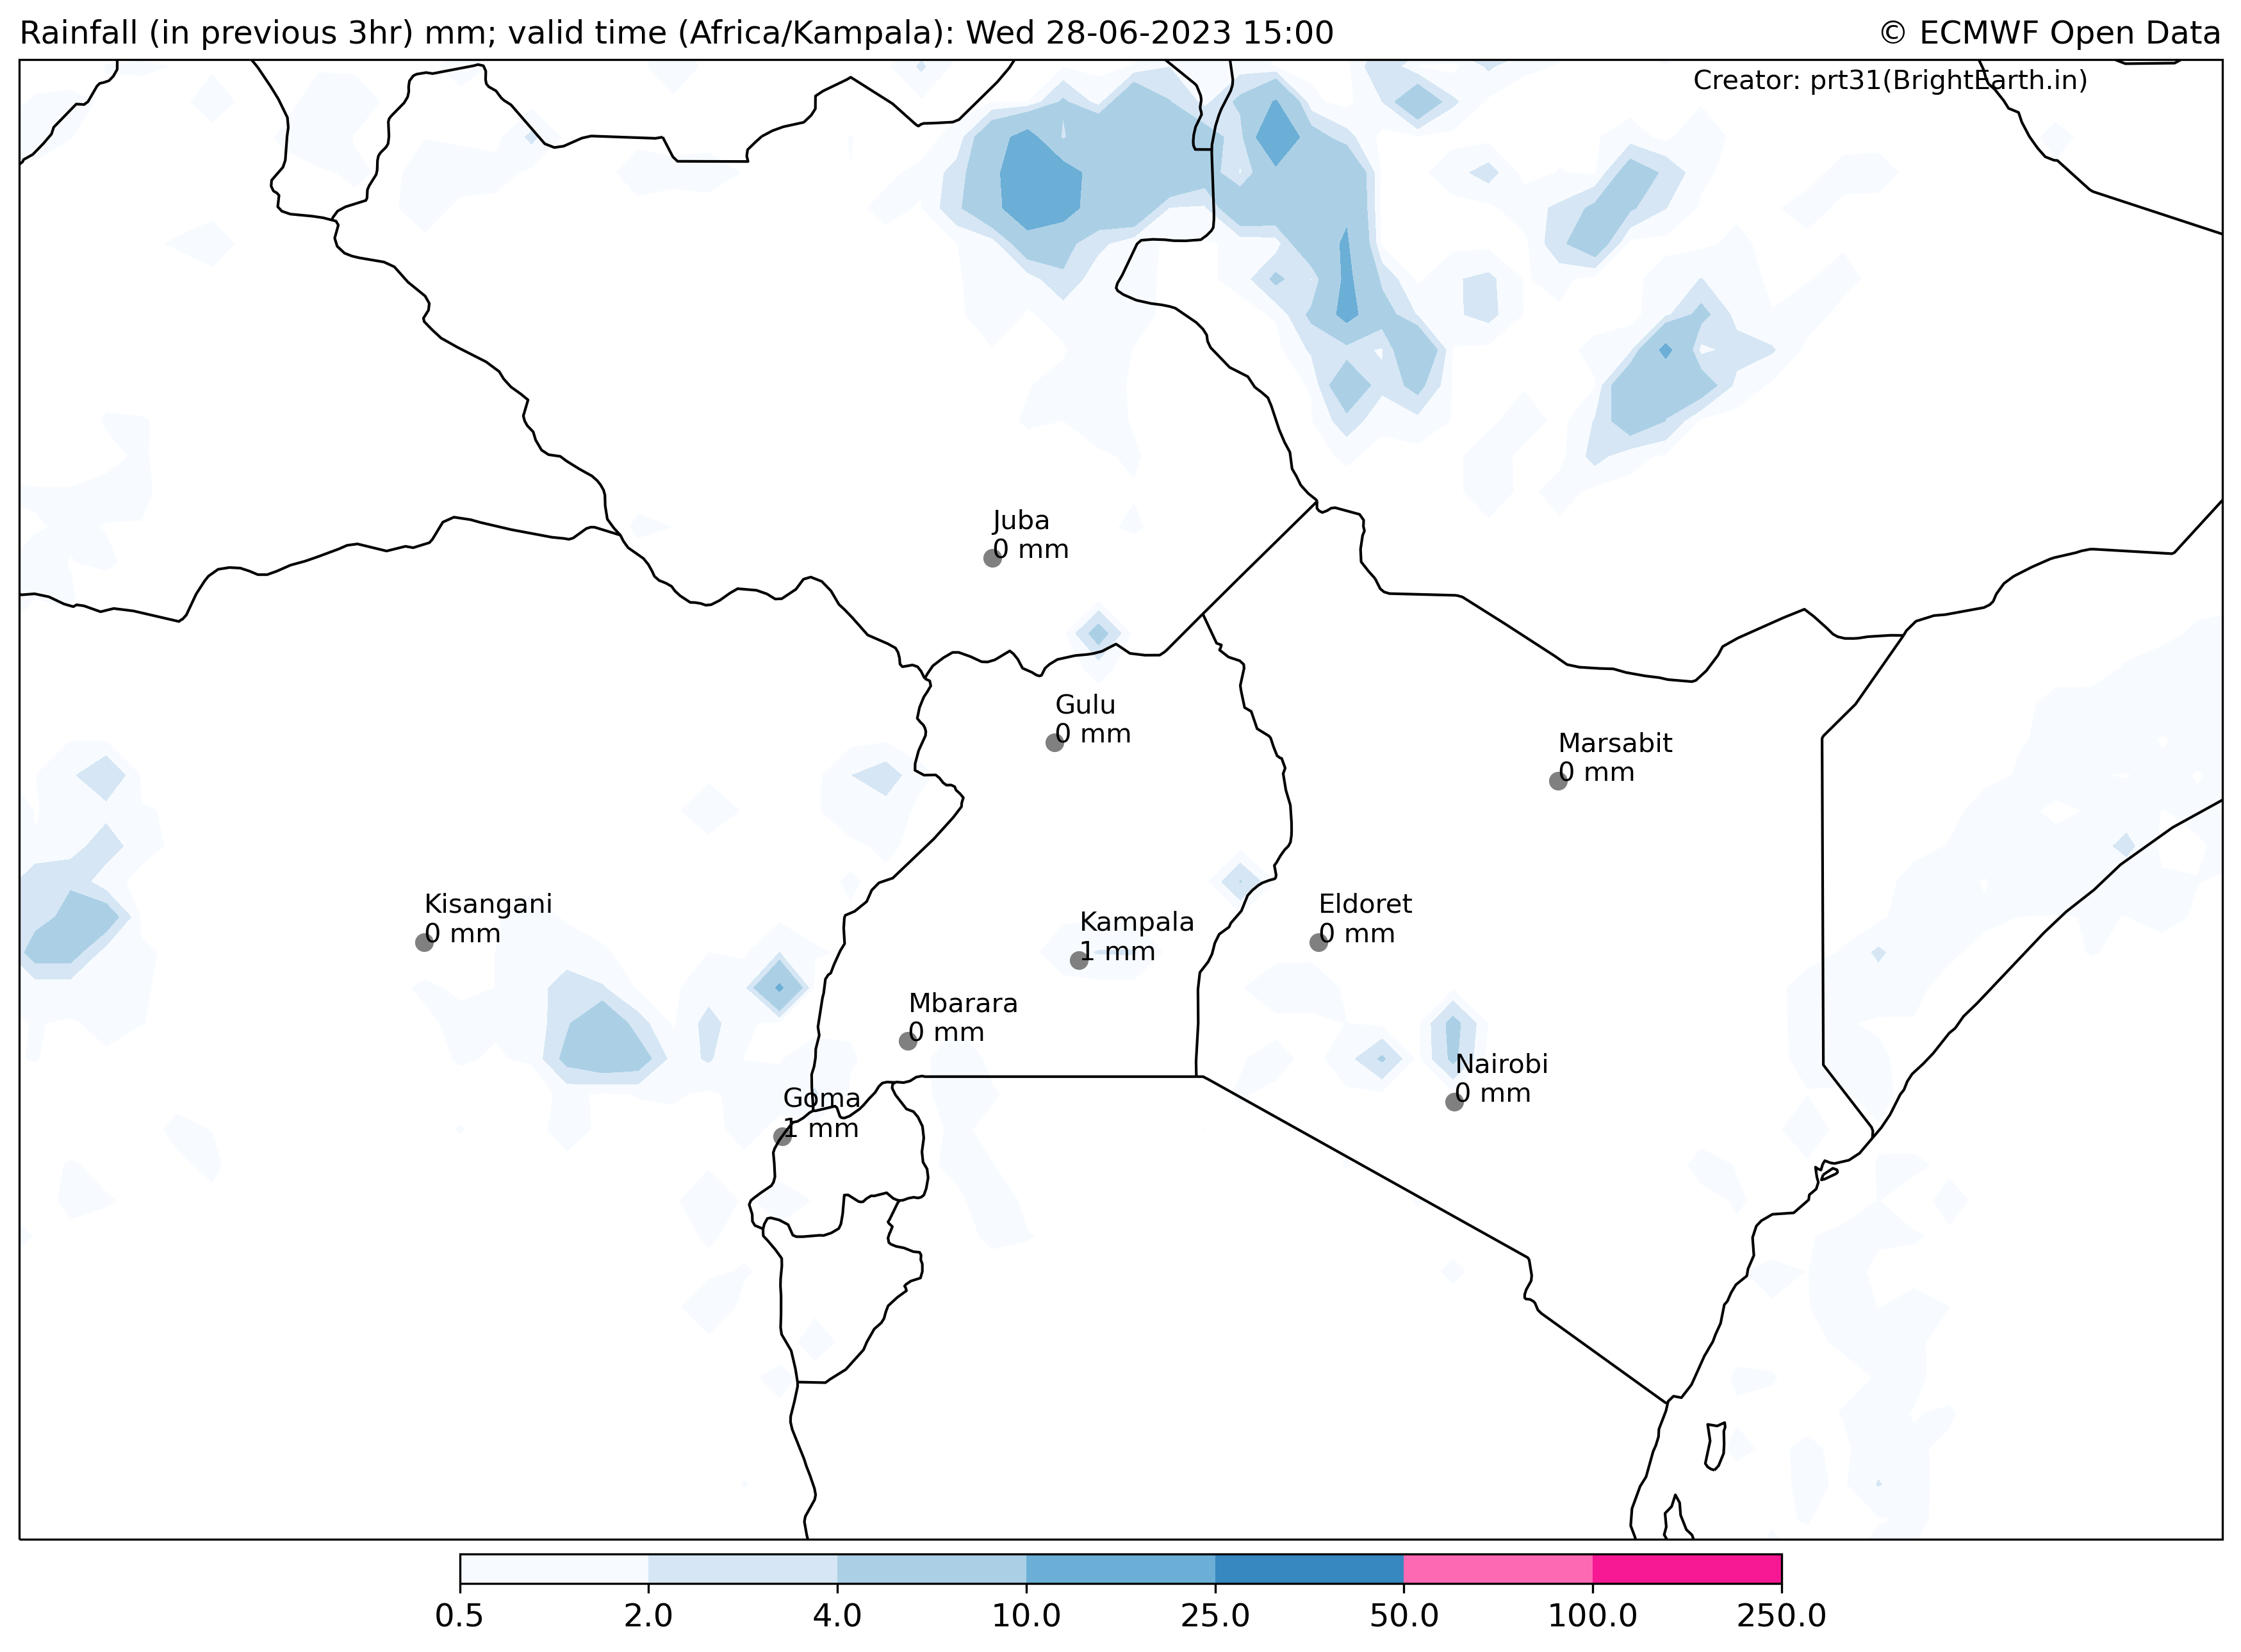 Rainfall (in previous 3hr) mm; valid time (Africa/Kampala): Wed 28-06-2023 15:00
© ECMWF Open Data
Creator: prt31(BrightEarth.in)
Juba
0 mm
Gulu
0 mm
Marsabit
0 mm
Kisangani
0 mm
Kampala
1 mm
Eldoret
0 mm
Mbarara
0 mm
Nairobi
0 mm
Goma
1 mm
0.5 2.0 4.0 10.0 25.0 50.0 100.0 250.0